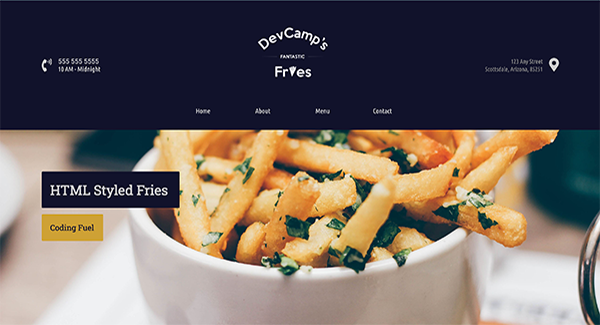 DevCamp's
FANTASTIC
Fries
555 555 5555
10 AM - Midnight
123 Any Street
Scottsdale, Arizona, 85251
Home About Menu Contact
HTML Styled Fries
Coding Fuel